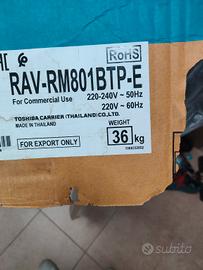 RoHS
RAV-RM801BTP-E
For Commercial Use
220-240V ~ 50Hz
220V ~ 60Hz
TOSHIBA CARRIER (THAILAND) CO., LTD.
MADE IN THAILAND
WEIGHT
36 kg
FOR EXPORT ONLY
subito